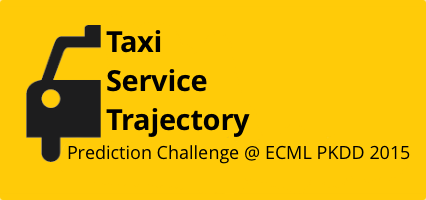 Taxi
Service
Trajectory
Prediction Challenge @ ECML PKDD 2015